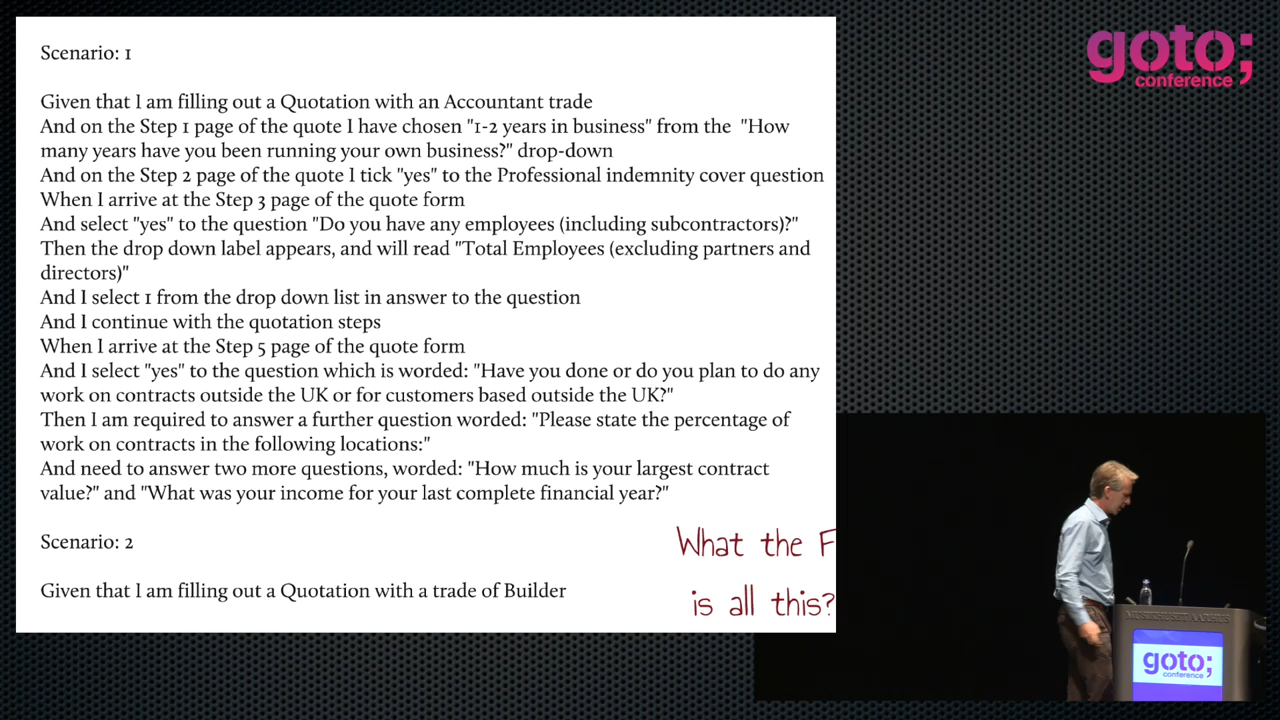 Scenario: 1
Given that I am filling out a Quotation with an Accountant trade
And on the Step 1 page of the quote I have chosen "1-2 years in business" from the "How
many years have you been running your own business?" drop-down
And on the Step 2 page of the quote I tick "yes" to the Professional indemnity cover question
When I arrive at the Step 3 page of the quote form
And select "yes" to the question "Do you have any employees (including subcontractors)?"
Then the drop down label appears, and will read "Total Employees (excluding partners and
directors)"
And I select 1 from the drop down list in answer to the question
And I continue with the quotation steps
When I arrive at the Step 5 page of the quote form
And I select "yes" to the question which is worded: "Have you done or do you plan to do any
work on contracts outside the UK or for customers based outside the UK?"
Then I am required to answer a further question worded: "Please state the percentage of
work on contracts in the following locations:"
And need to answer two more questions, worded: "How much is your largest contract
value?" and "What was your income for your last complete financial year?"
Scenario: 2
Given that I am filling out a Quotation with a trade of Builder
What the F
is all this?
goto;
conference
MUSIKHUSET AARHUS
goto;
conference